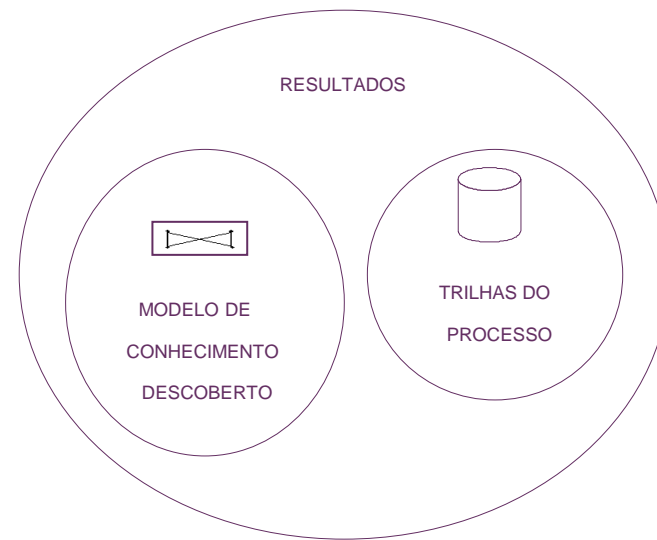 RESULTADOS
MODELO DE
CONHECIMENTO
DESCOBERTO
TRILHAS DO
PROCESSO